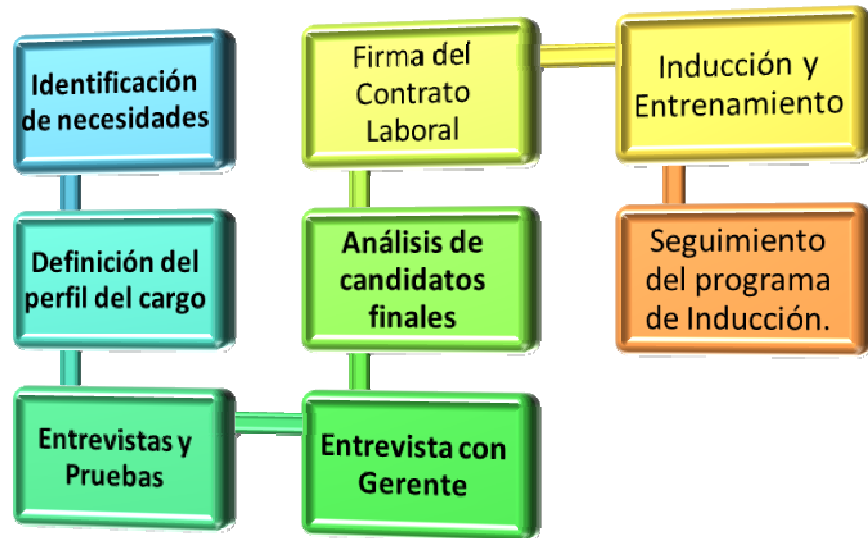 Identificación
de necesidades
Definición del
perfil del cargo
Entrevistas y
Pruebas
Entrevista con
Gerente
Análisis de
candidatos
finales
Firma del
Contrato
Laboral
Inducción y
Entrenamiento
Seguimiento
del programa
de Inducción.